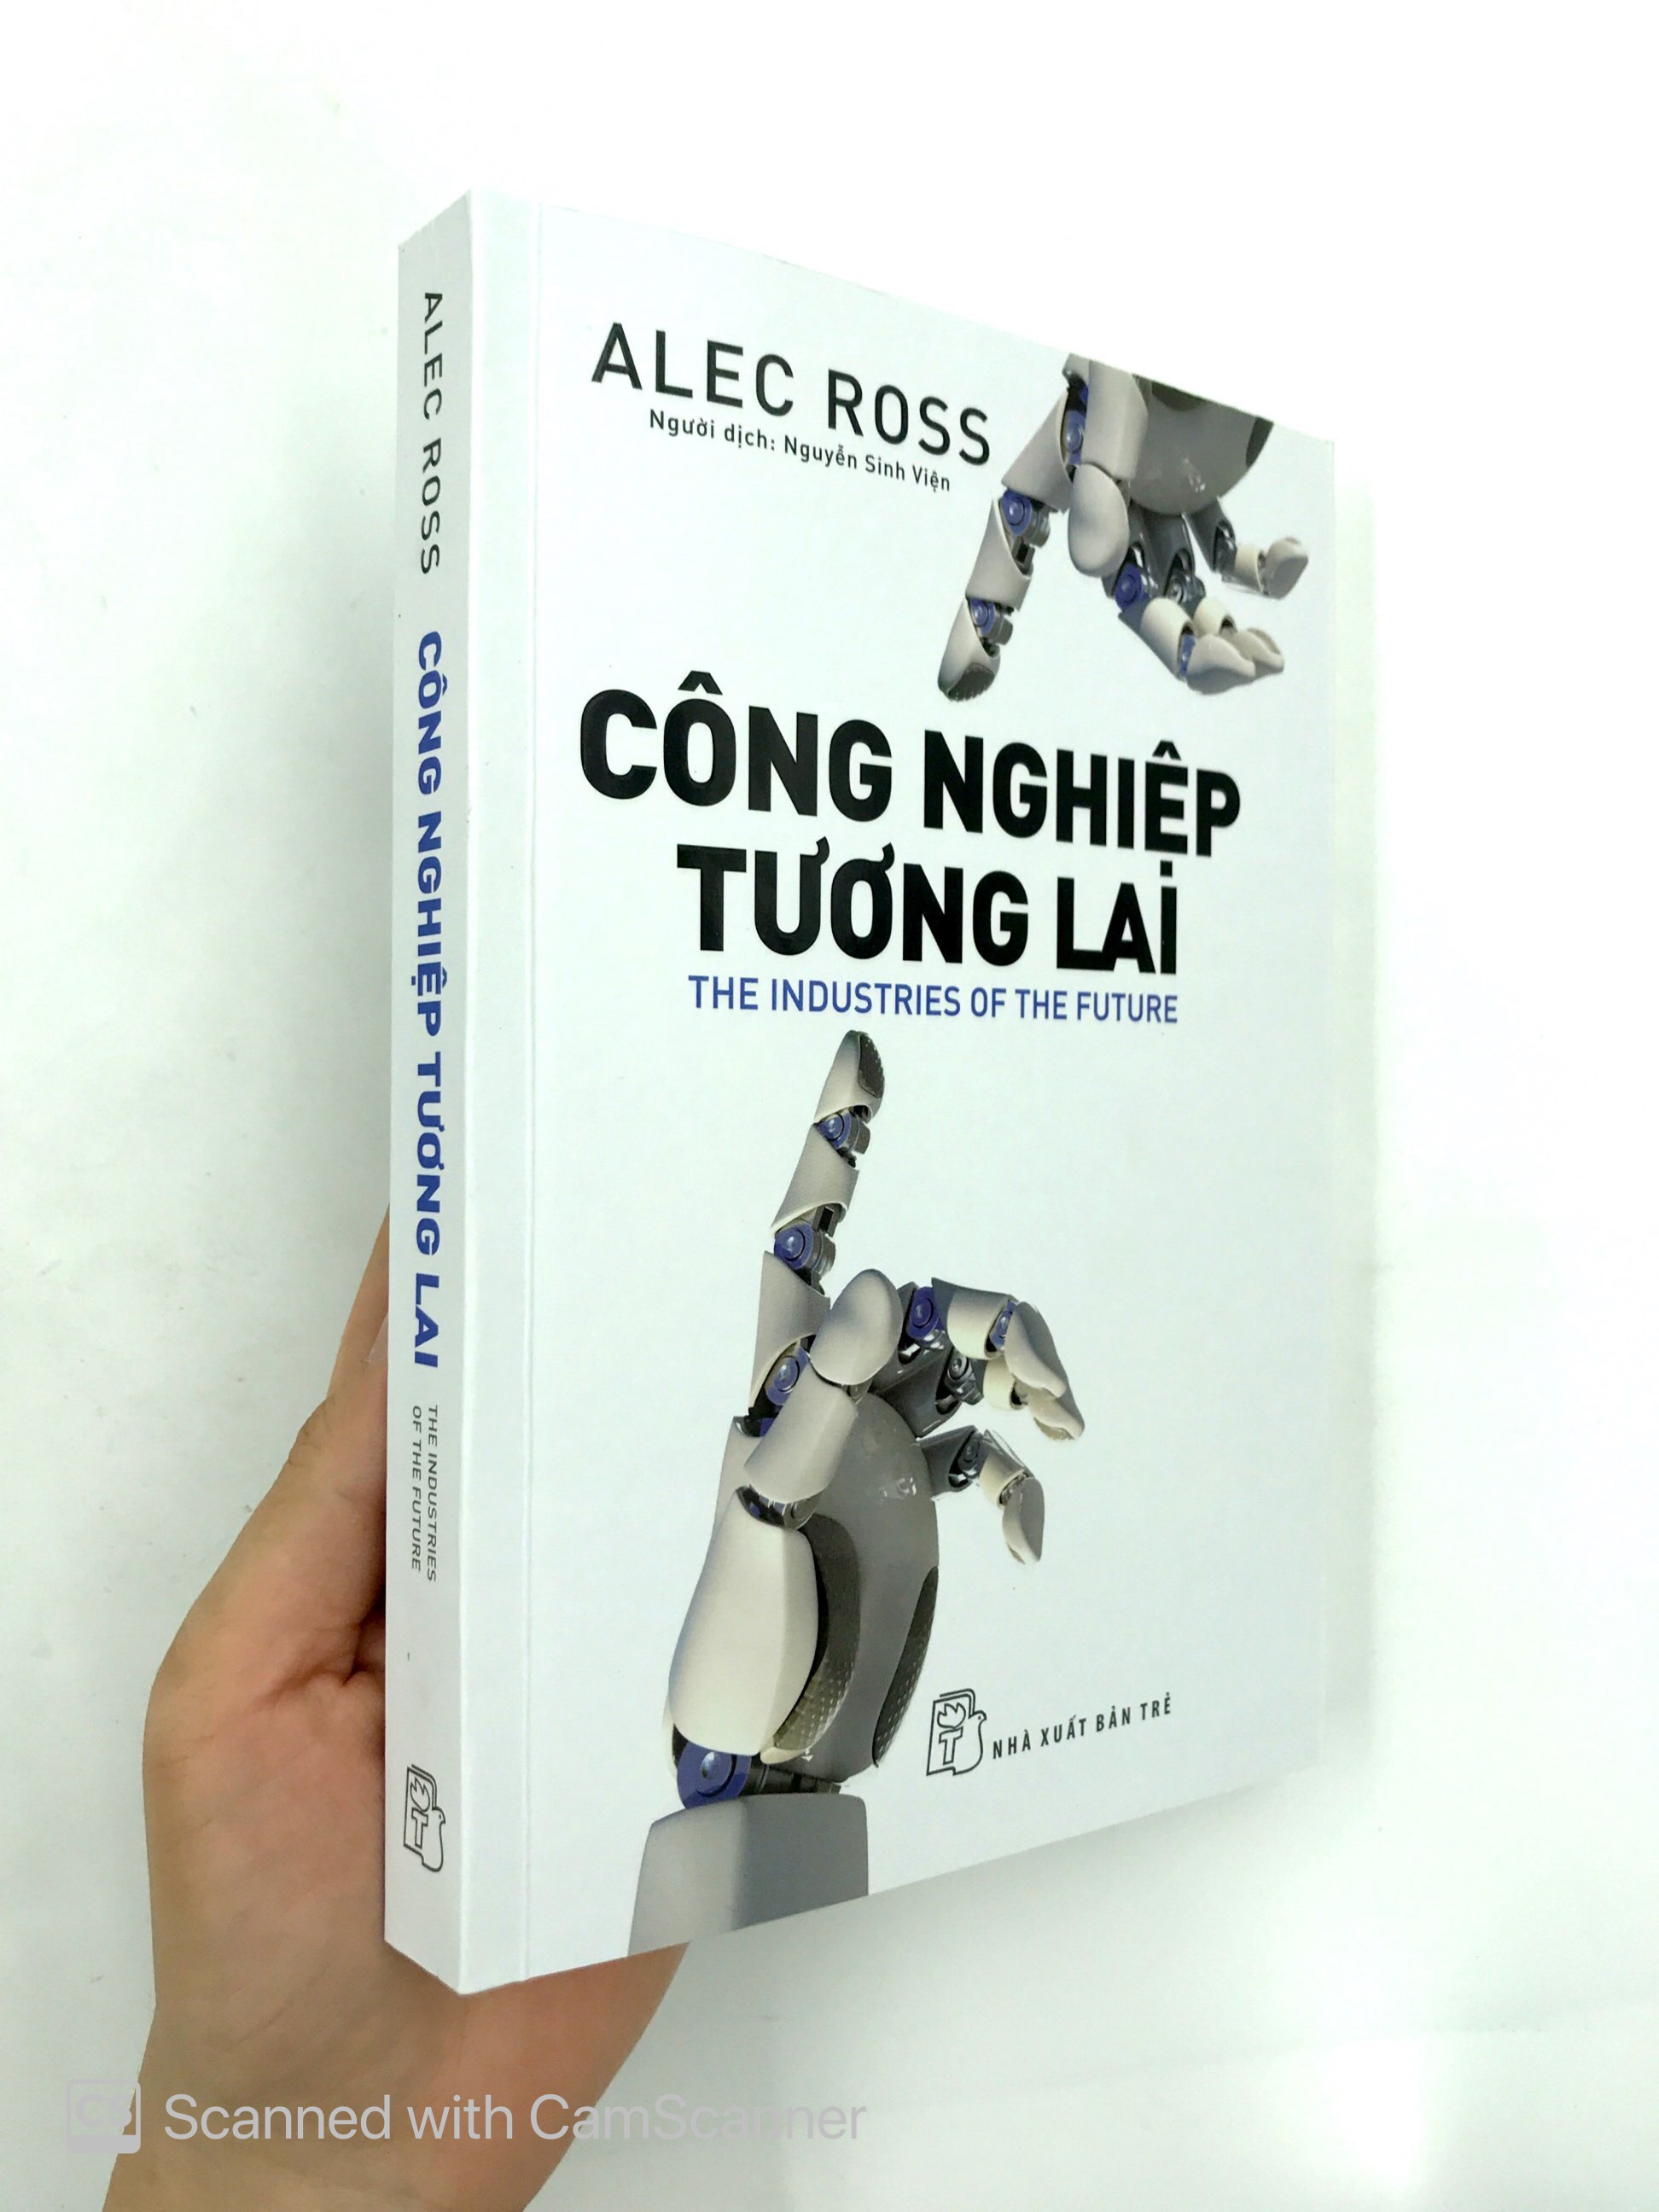 ALEC ROSS
Người dịch: Nguyễn Sinh Viện
CÔNG NGHIỆP
TƯƠNG LAI
THE INDUSTRIES OF THE FUTURE
NHÀ XUẤT BẢN TRẺ
T
ALEC ROSS CÔNG NGHIỆP TƯƠNG LAI
THE INDUSTRIES
OF THE FUTURE
T
CS Scanned with CamScanner